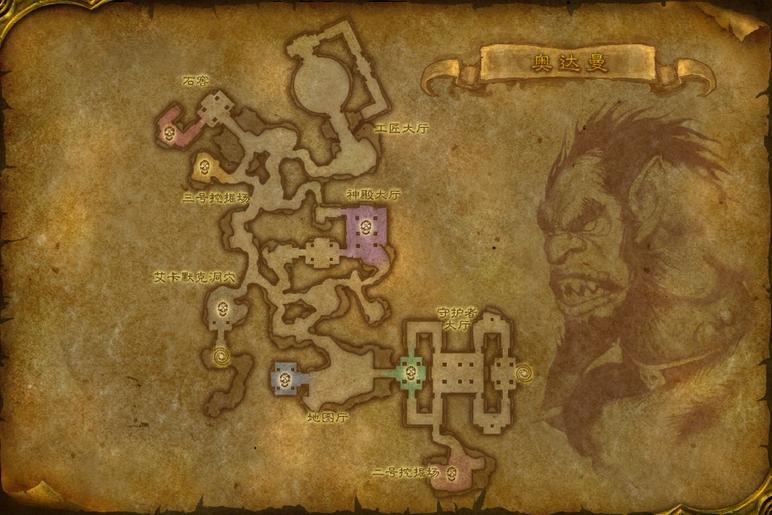 奥达曼
石窖
工匠大厅
三号挖掘场
神殿大厅
艾卡默克洞穴
守护者
大厅
地图厅
二号挖掘场